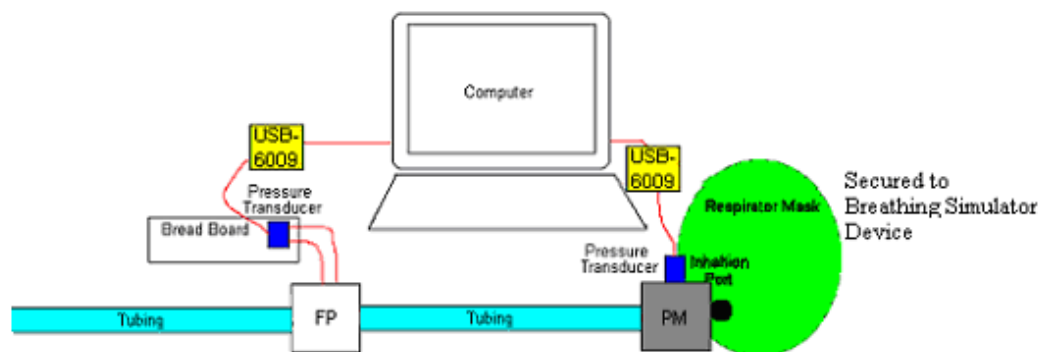 Computer
USB-
6009
USB-
6009
Pressure
Transducer
Bread Board
Respirator Mask
Secured to
Breathing Simulator
Device
Pressure
Transducer
Inhaltion
Port
Tubing
FP
Tubing
PM